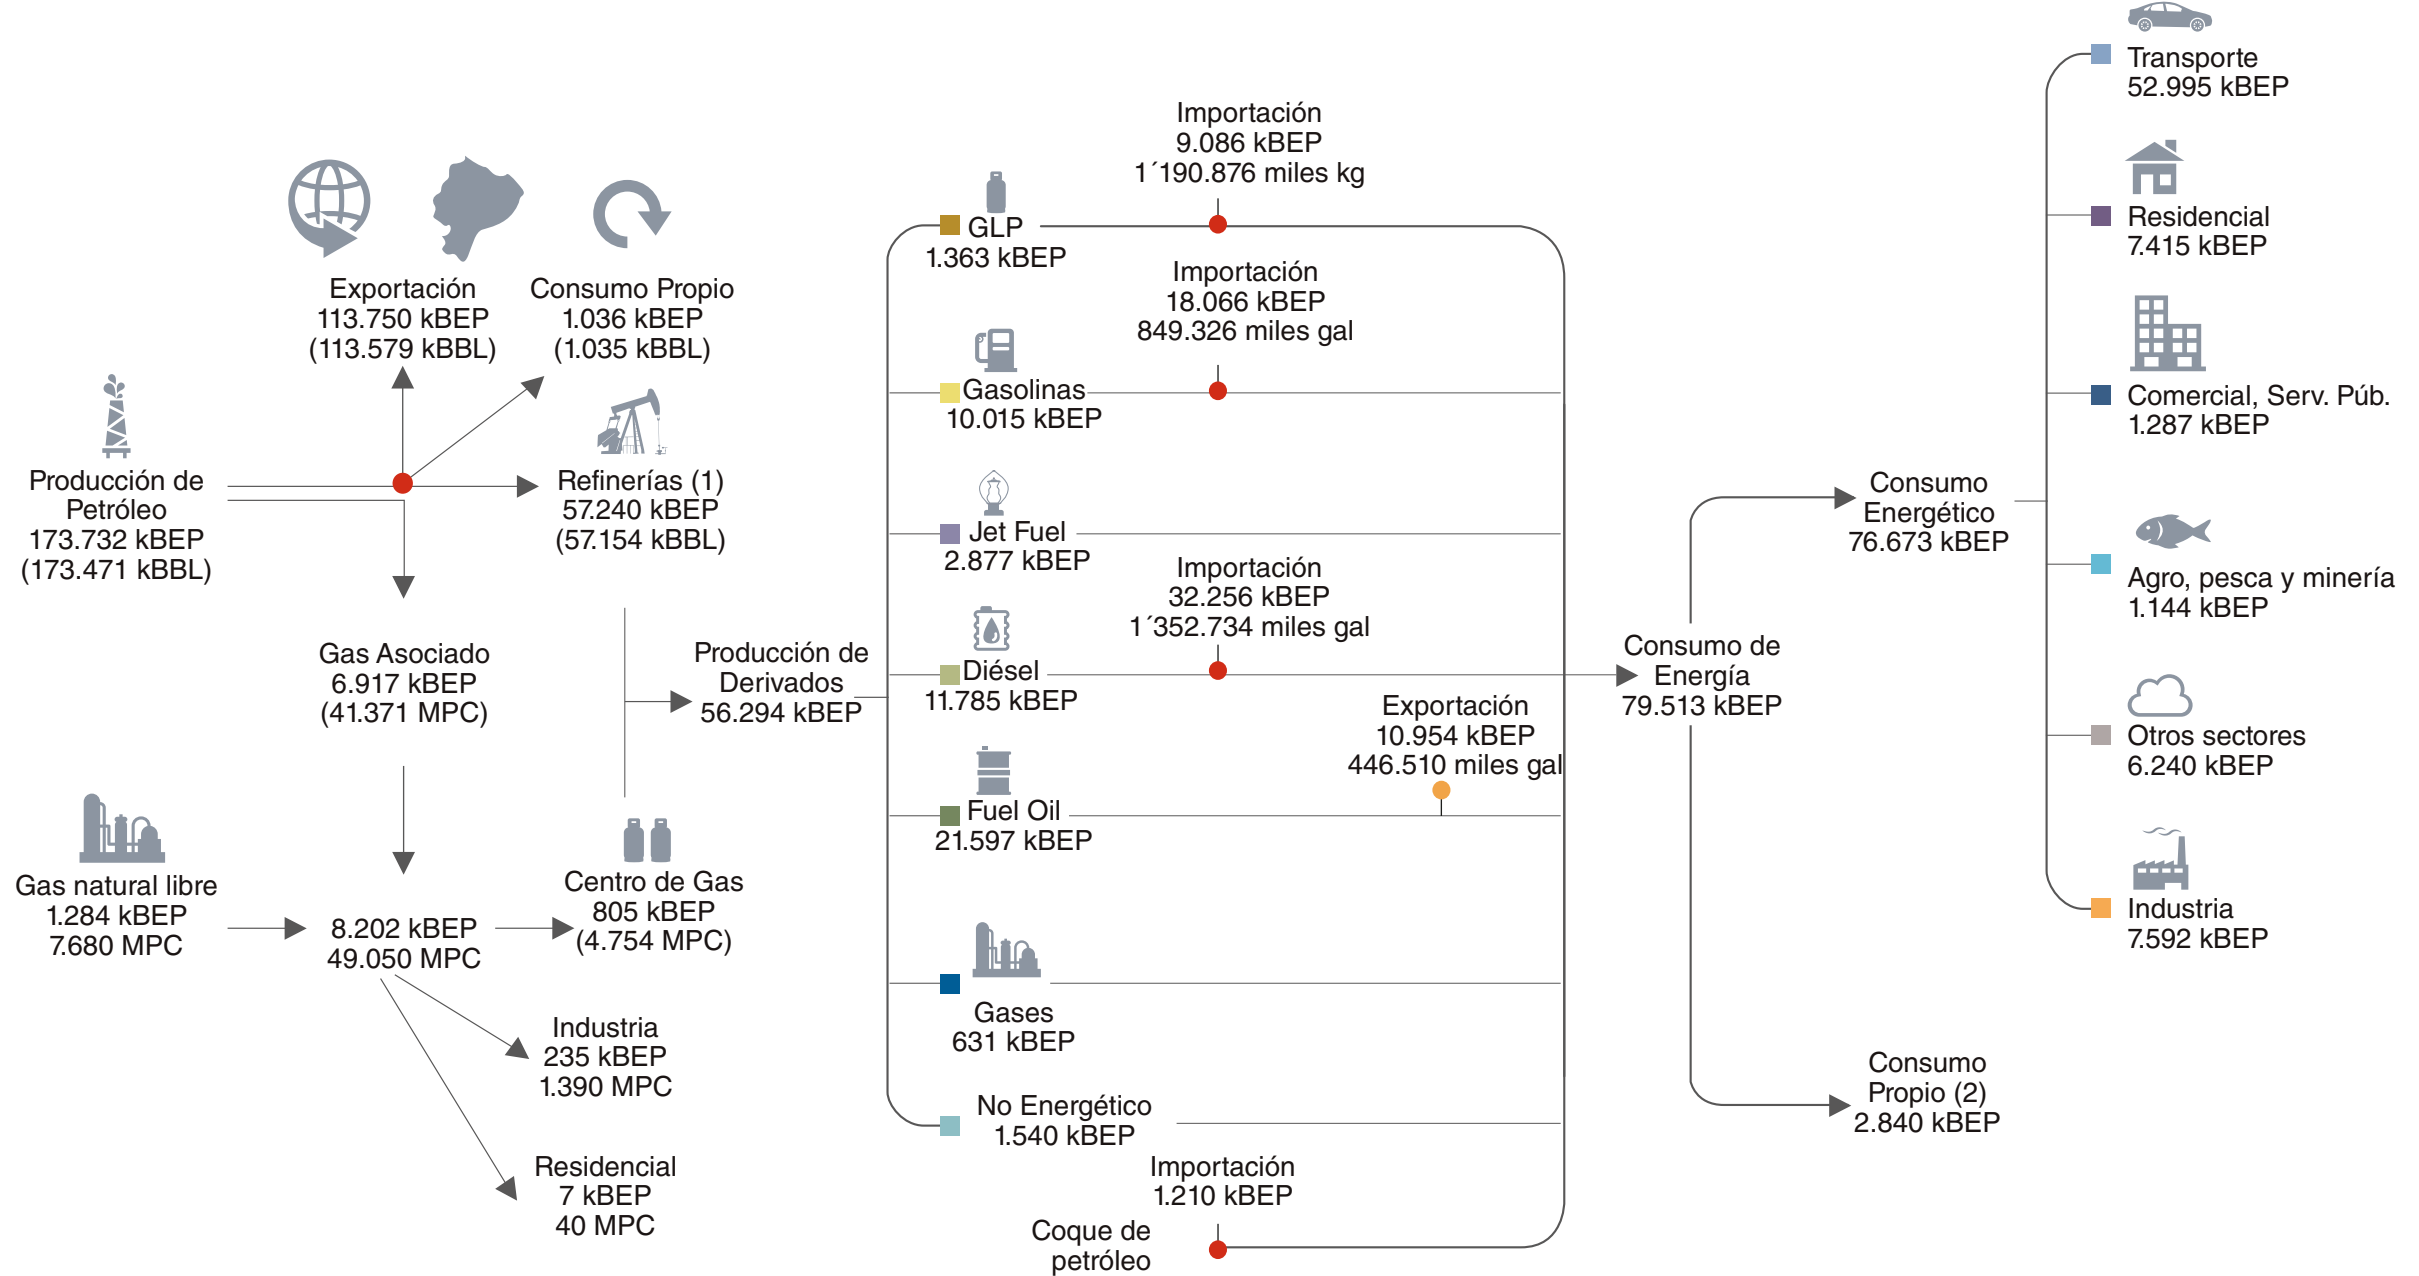 Exportación
113.750 kBEP
(113.579 kBBL)
Consumo Propio
1.036 kBEP
(1.035 kBBL)
Producción de
Petróleo
173.732 kBEP
(173.471 kBBL)
Refinerías (1)
57.240 kBEP
(57.154 kBBL)
Gas Asociado
6.917 kBEP
(41.371 MPC)
Gas natural libre
1.284 kBEP
7.680 MPC
8.202 kBEP
49.050 MPC
Centro de Gas
805 kBEP
(4.754 MPC)
Industria
235 kBEP
1.390 MPC
Residencial
7 kBEP
40 MPC
Producción de
Derivados
56.294 kBEP
Importación
9.086 kBEP
1´190.876 miles kg
GLP
1.363 kBEP
Importación
18.066 kBEP
849.326 miles gal
Gasolinas
10.015 kBEP
Jet Fuel
2.877 kBEP
Importación
32.256 kBEP
1´352.734 miles gal
Diésel
11.785 kBEP
Exportación
10.954 kBEP
446.510 miles gal
Fuel Oil
21.597 kBEP
Gases
631 kBEP
No Energético
1.540 kBEP
Importación
1.210 kBEP
Coque de
petróleo
Consumo de
Energía
79.513 kBEP
Consumo
Energético
76.673 kBEP
Consumo
Propio (2)
2.840 kBEP
Transporte
52.995 kBEP
Residencial
7.415 kBEP
Comercial, Serv. Púb.
1.287 kBEP
Agro, pesca y minería
1.144 kBEP
Otros sectores
6.240 kBEP
Industria
7.592 kBEP